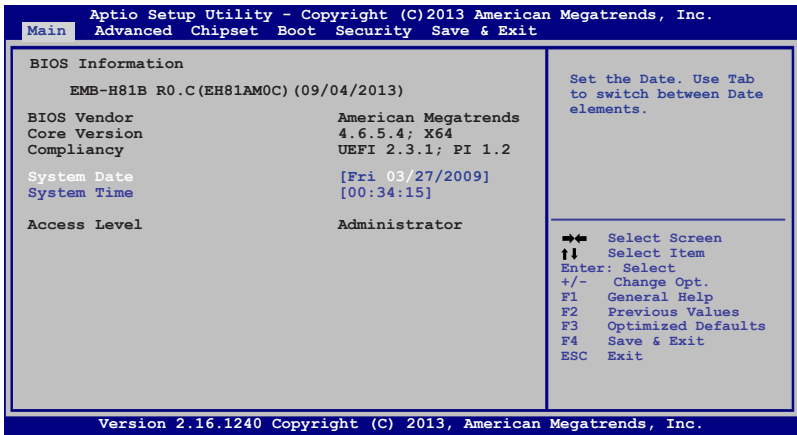 Aptio Setup Utility - Copyright (C)2013 American Megatrends, Inc.
Main Advanced Chipset Boot Security Save & Exit
BIOS Information
EMB-H81B R0.C(EH81AM0C)(09/04/2013)
BIOS Vendor American Megatrends
Core Version 4.6.5.4; X64
Compliancy UEFI 2.3.1; PI 1.2
System Date [Fri 03/27/2009]
System Time [00:34:15]
Access Level Administrator
Set the Date. Use Tab
to switch between Date
elements.
→← Select Screen
↑↓ Select Item
Enter: Select
+/- Change Opt.
F1 General Help
F2 Previous Values
F3 Optimized Defaults
F4 Save & Exit
ESC Exit
Version 2.16.1240 Copyright (C) 2013, American Megatrends, Inc.